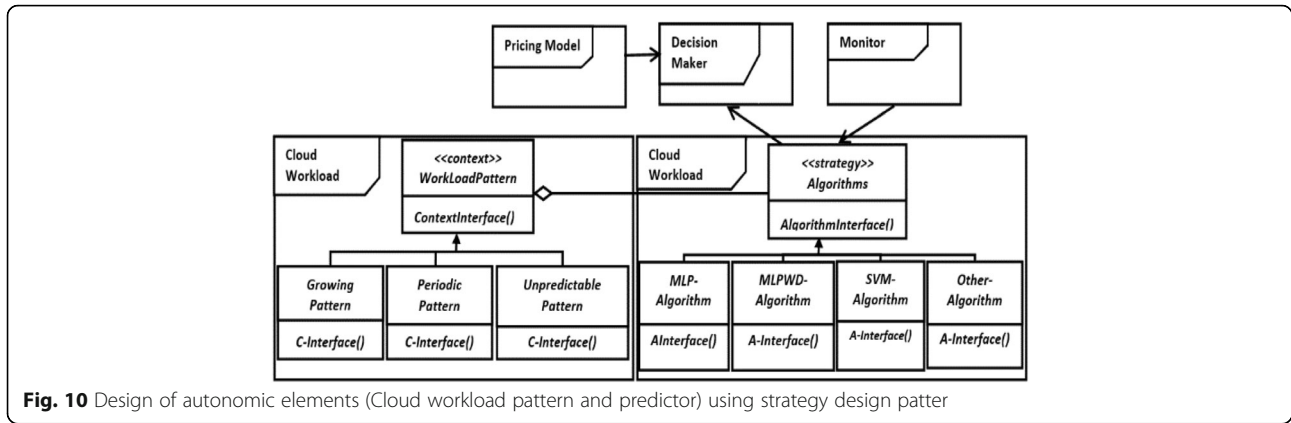 Pricing Model
Decision
Maker
Monitor
Cloud
Workload
<<context>>
WorkLoadPattern
ContextInterface()
Growing
Pattern
C-Interface()
Periodic
Pattern
C-Interface()
Unpredictable
Pattern
C-Interface()
Cloud
Workload
<<strategy>>
Algorithms
AlgorithmInterface()
MLP-
Algorithm
AInterface()
MLPWD-
Algorithm
A-Interface()
SVM-
Algorithm
A-Interface()
Other-
Algorithm
A-Interface()
Fig. 10 Design of autonomic elements (Cloud workload pattern and predictor) using strategy design patter